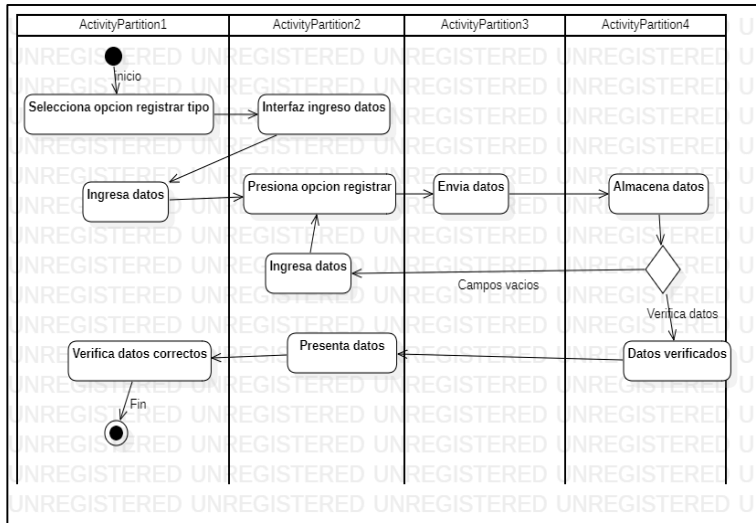 ActivityPartition1 ActivityPartition2 ActivityPartition3 ActivityPartition4
inicio
Selecciona opcion registrar tipo
Interfaz ingreso datos
Ingresa datos
Presiona opcion registrar
Envia datos
Almacena datos
Ingresa datos
Campos vacios
Verifica datos
Verifica datos correctos
Presenta datos
Datos verificados
Fin
UNREGISTERED